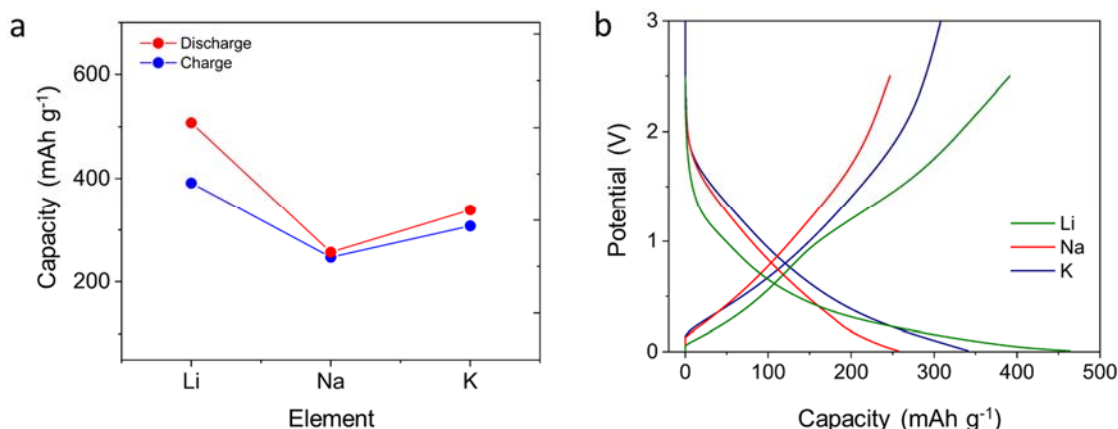 a
Discharge
Charge
600
400
200
Capacity (mAh g⁻¹)
Li Na K
Element
b
3
2
1
0
Potential (V)
Li
Na
K
0 100 200 300 400 500
Capacity (mAh g⁻¹)